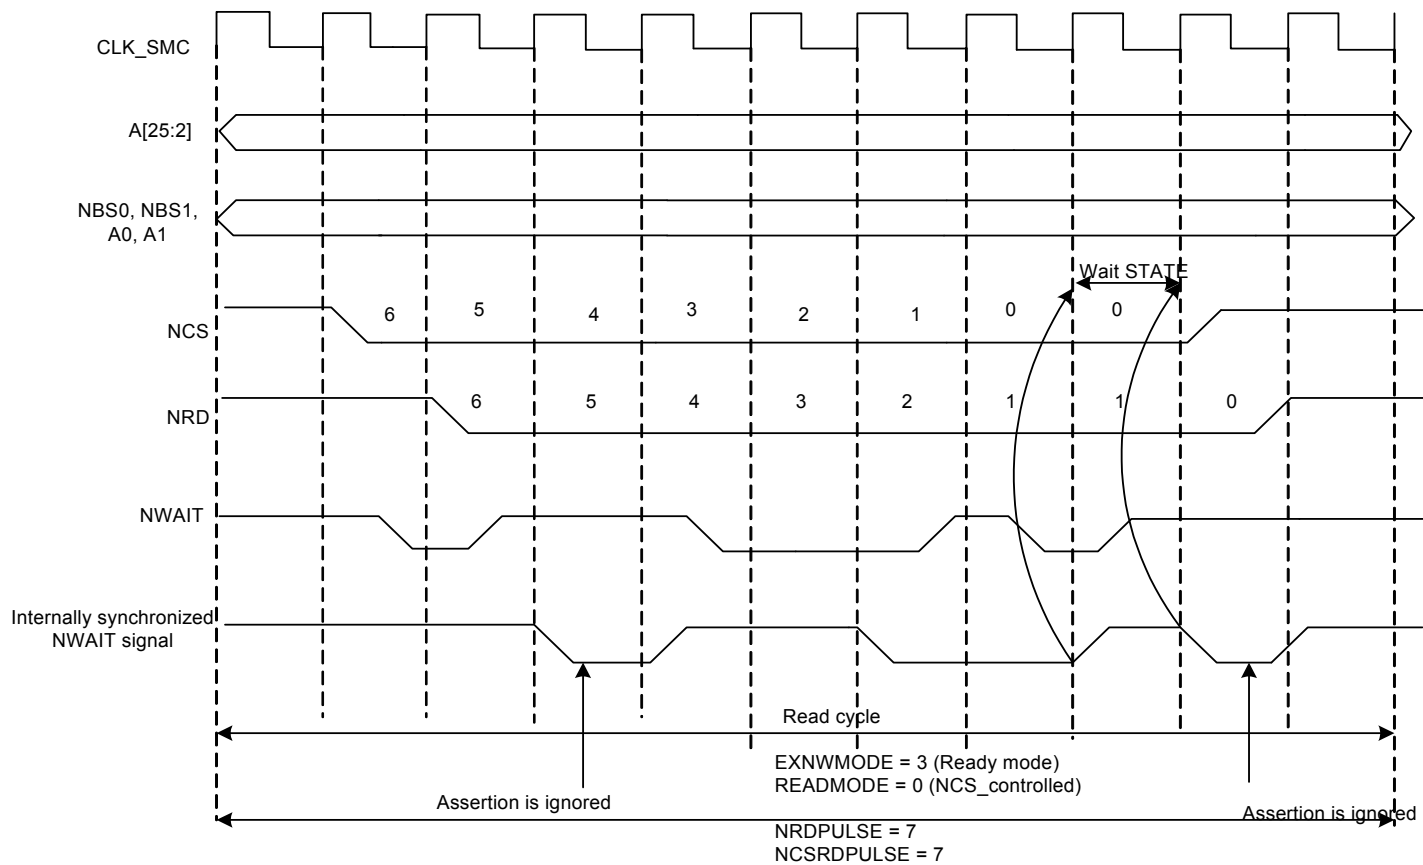 CLK_SMC
A[25:2]
NBS0, NBS1,
A0, A1
Wait STATE
NCS
6 5 4 3 2 1 0 0
NRD
6 5 4 3 2 1 1 0
NWAIT
Internally synchronized
NWAIT signal
Read cycle
EXNWMODE = 3 (Ready mode)
READMODE = 0 (NCS_controlled)
Assertion is ignored
Assertion is ignored
NRDPULSE = 7
NCSRDPULSE = 7